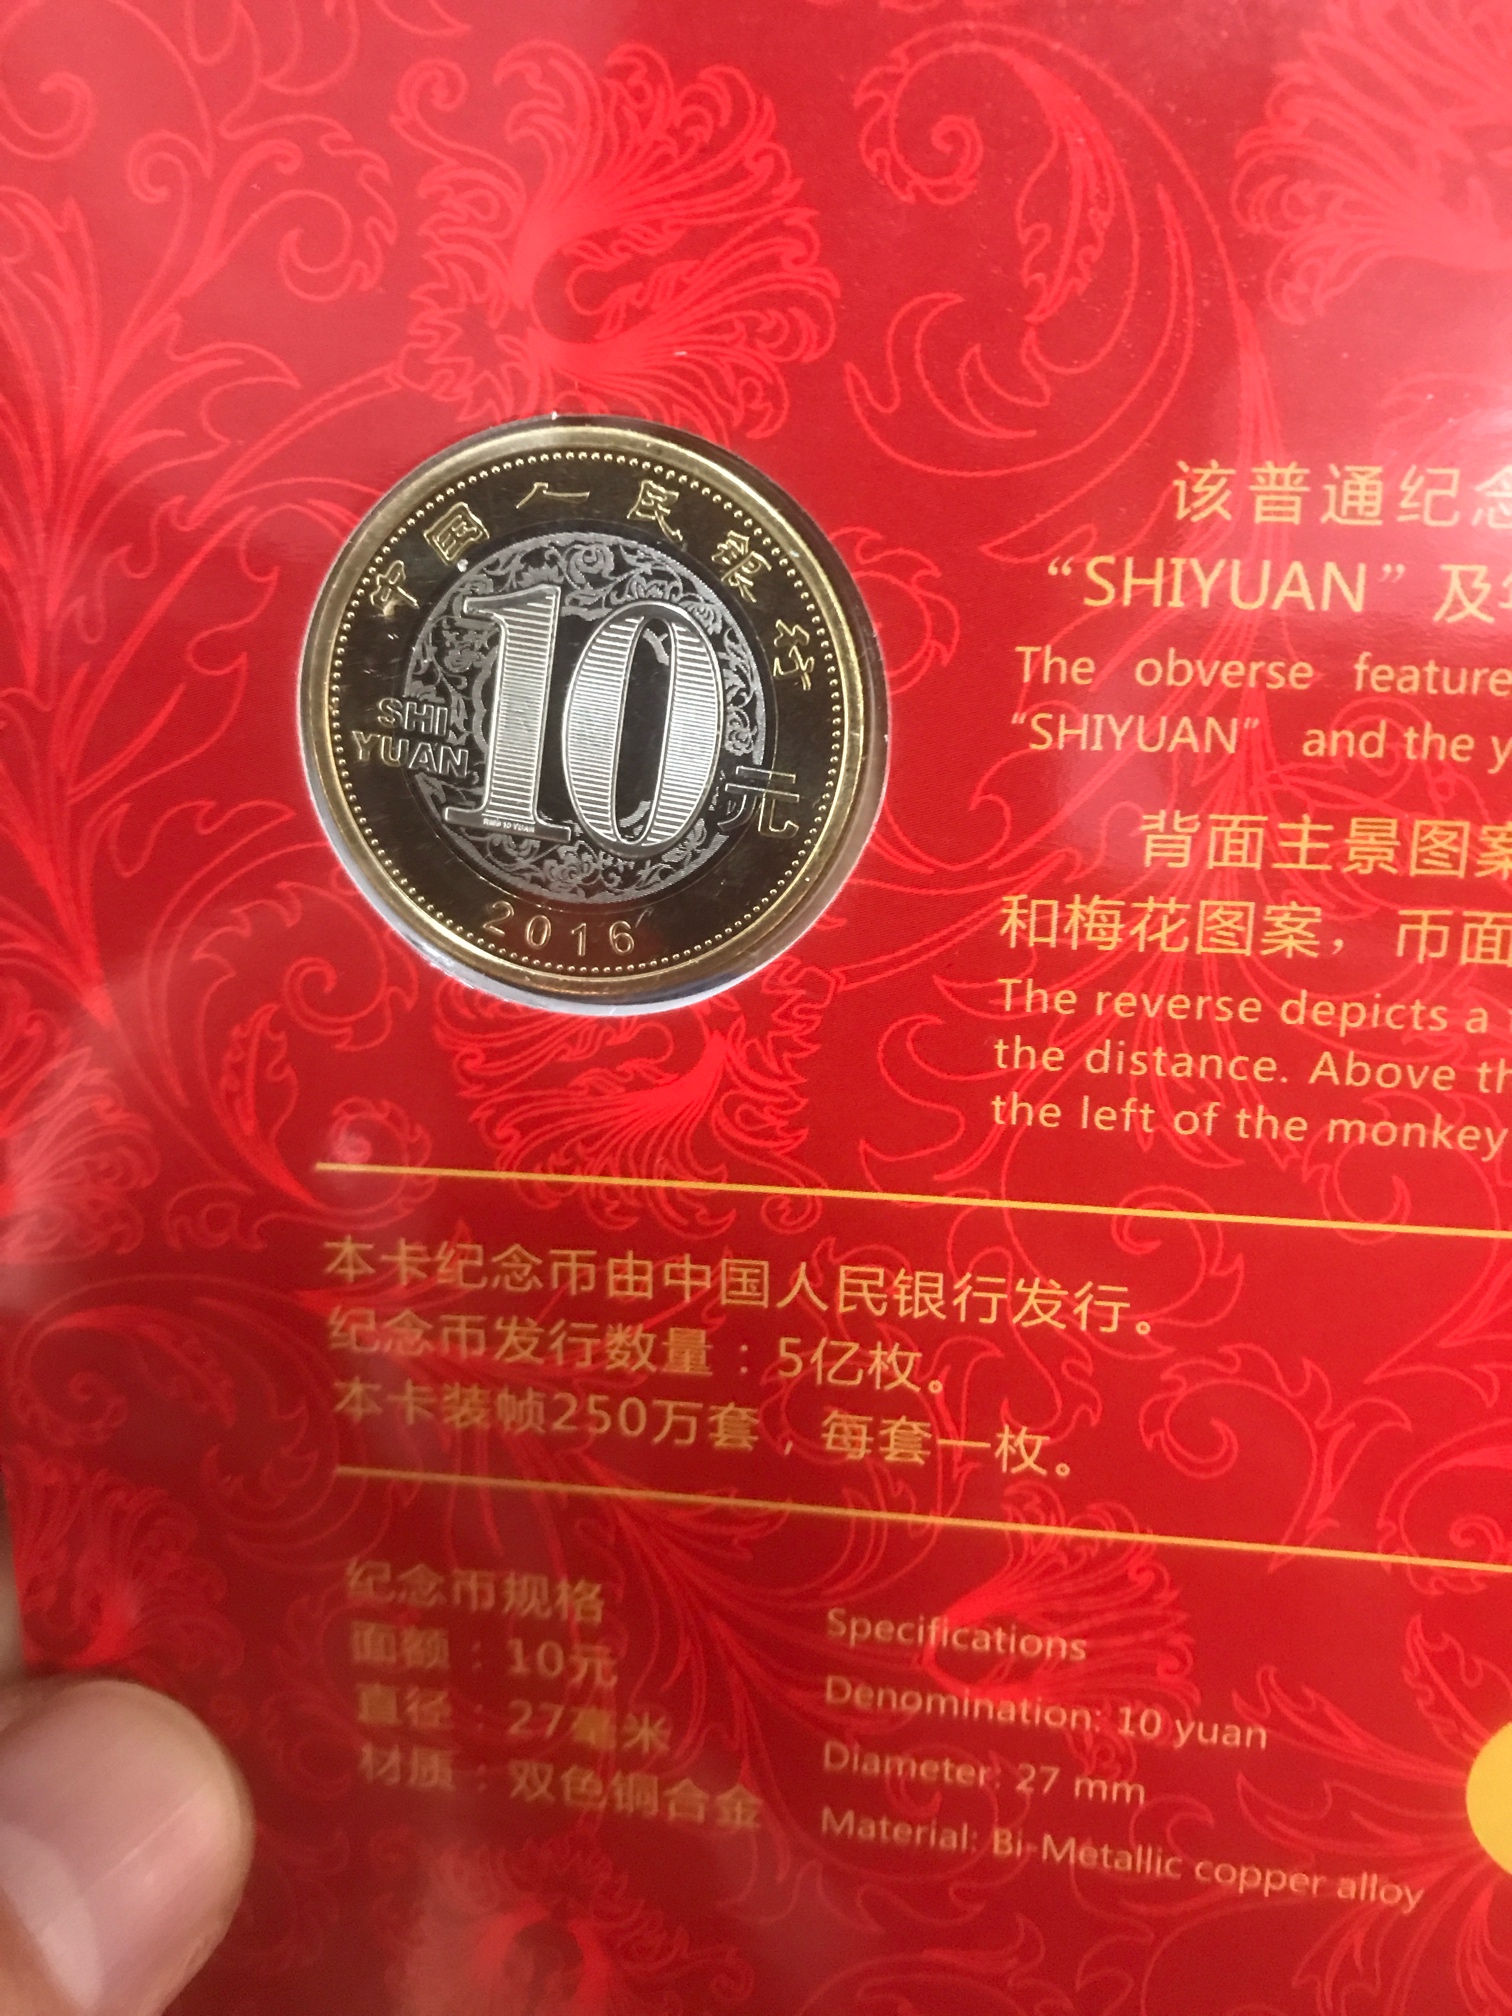 中国人民银行
SHI
YUAN
10
元
RMB 10 YUAN
2016
该普通纪念
“SHIYUAN”及
The obverse feature
“SHIYUAN” and the y
背面主景图案
和梅花图案，币面
The reverse depicts a
the distance. Above th
the left of the monkey
本卡纪念币由中国人民银行发行。
纪念币发行数量：5亿枚。
本卡装帧250万套，每套一枚。
纪念币规格
面额：10元
直径：27毫米
材质：双色铜合金
Specifications
Denomination: 10 yuan
Diameter: 27 mm
Material: Bi-Metallic copper alloy